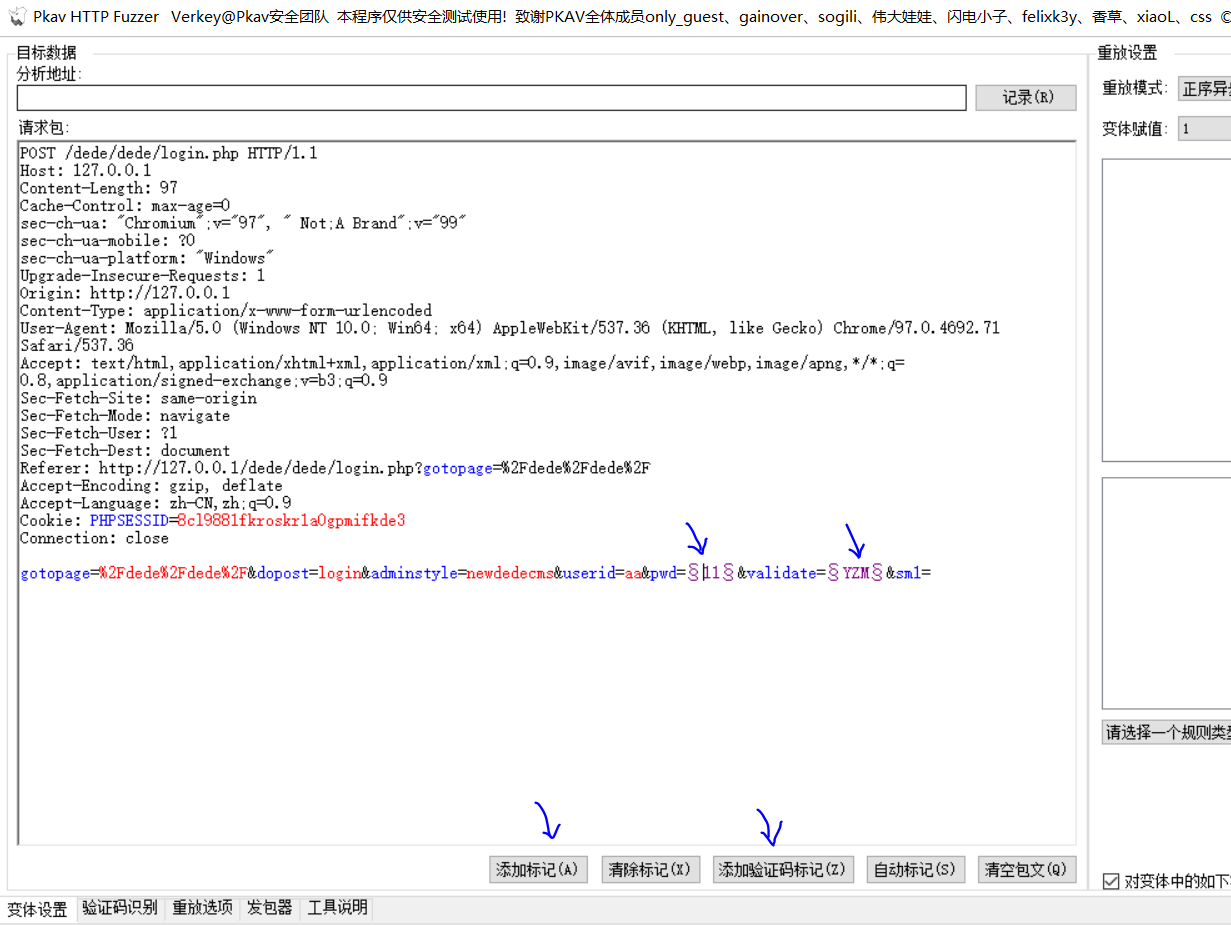 Pkav HTTP Fuzzer Verkey@Pkav安全团队 本程序仅供安全测试使用! 致谢PKAV全体成员only_guest、gainover、sogili、伟大娃娃、闪电小子、felixk3y、香草、xiaoL、css ©
目标数据
分析地址:
记录(R)
请求包:
POST /dede/dede/login.php HTTP/1.1
Host: 127.0.0.1
Content-Length: 97
Cache-Control: max-age=0
sec-ch-ua: "Chromium";v="97", " Not;A Brand";v="99"
sec-ch-ua-mobile: ?0
sec-ch-ua-platform: "Windows"
Upgrade-Insecure-Requests: 1
Origin: http://127.0.0.1
Content-Type: application/x-www-form-urlencoded
User-Agent: Mozilla/5.0 (Windows NT 10.0; Win64; x64) AppleWebKit/537.36 (KHTML, like Gecko) Chrome/97.0.4692.71
Safari/537.36
Accept: text/html,application/xhtml+xml,application/xml;q=0.9,image/avif,image/webp,image/apng,*/*;q=
0.8,application/signed-exchange;v=b3;q=0.9
Sec-Fetch-Site: same-origin
Sec-Fetch-Mode: navigate
Sec-Fetch-User: ?1
Sec-Fetch-Dest: document
Referer: http://127.0.0.1/dede/dede/login.php?gotopage=%2Fdede%2Fdede%2F
Accept-Encoding: gzip, deflate
Accept-Language: zh-CN,zh;q=0.9
Cookie: PHPSESSID=8cl9881fkroskr1a0gpmifkde3
Connection: close
gotopage=%2Fdede%2Fdede%2F&dopost=login&adminstyle=newdedecms&userid=aa&pwd=§11§&validate=§YZM§&sm1=
添加标记(A)
清除标记(X)
添加验证码标记(Z)
自动标记(S)
清空包文(Q)
重放设置
重放模式: 正序异
变体赋值: 1
请选择一个规则类
对变体中的如下
变体设置
验证码识别
重放选项
发包器
工具说明